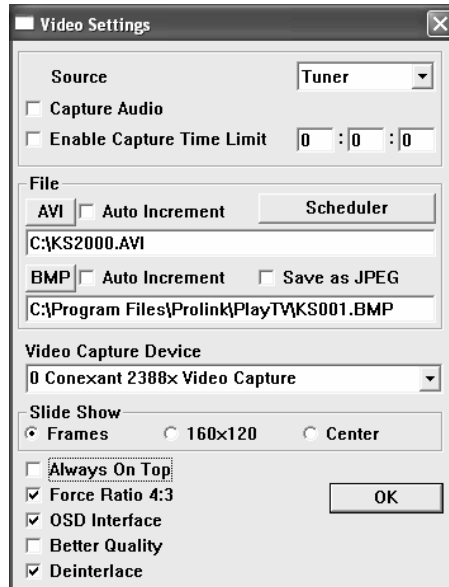 Video Settings
Source Tuner
Capture Audio
Enable Capture Time Limit 0 : 0 : 0
File
AVI Auto Increment Scheduler
C:\KS2000.AVI
BMP Auto Increment Save as JPEG
C:\Program Files\Prolink\PlayTV\KS001.BMP
Video Capture Device
0 Conexant 2388x Video Capture
Slide Show
Frames 160x120 Center
Always On Top
Force Ratio 4:3 OK
OSD Interface
Better Quality
Deinterlace